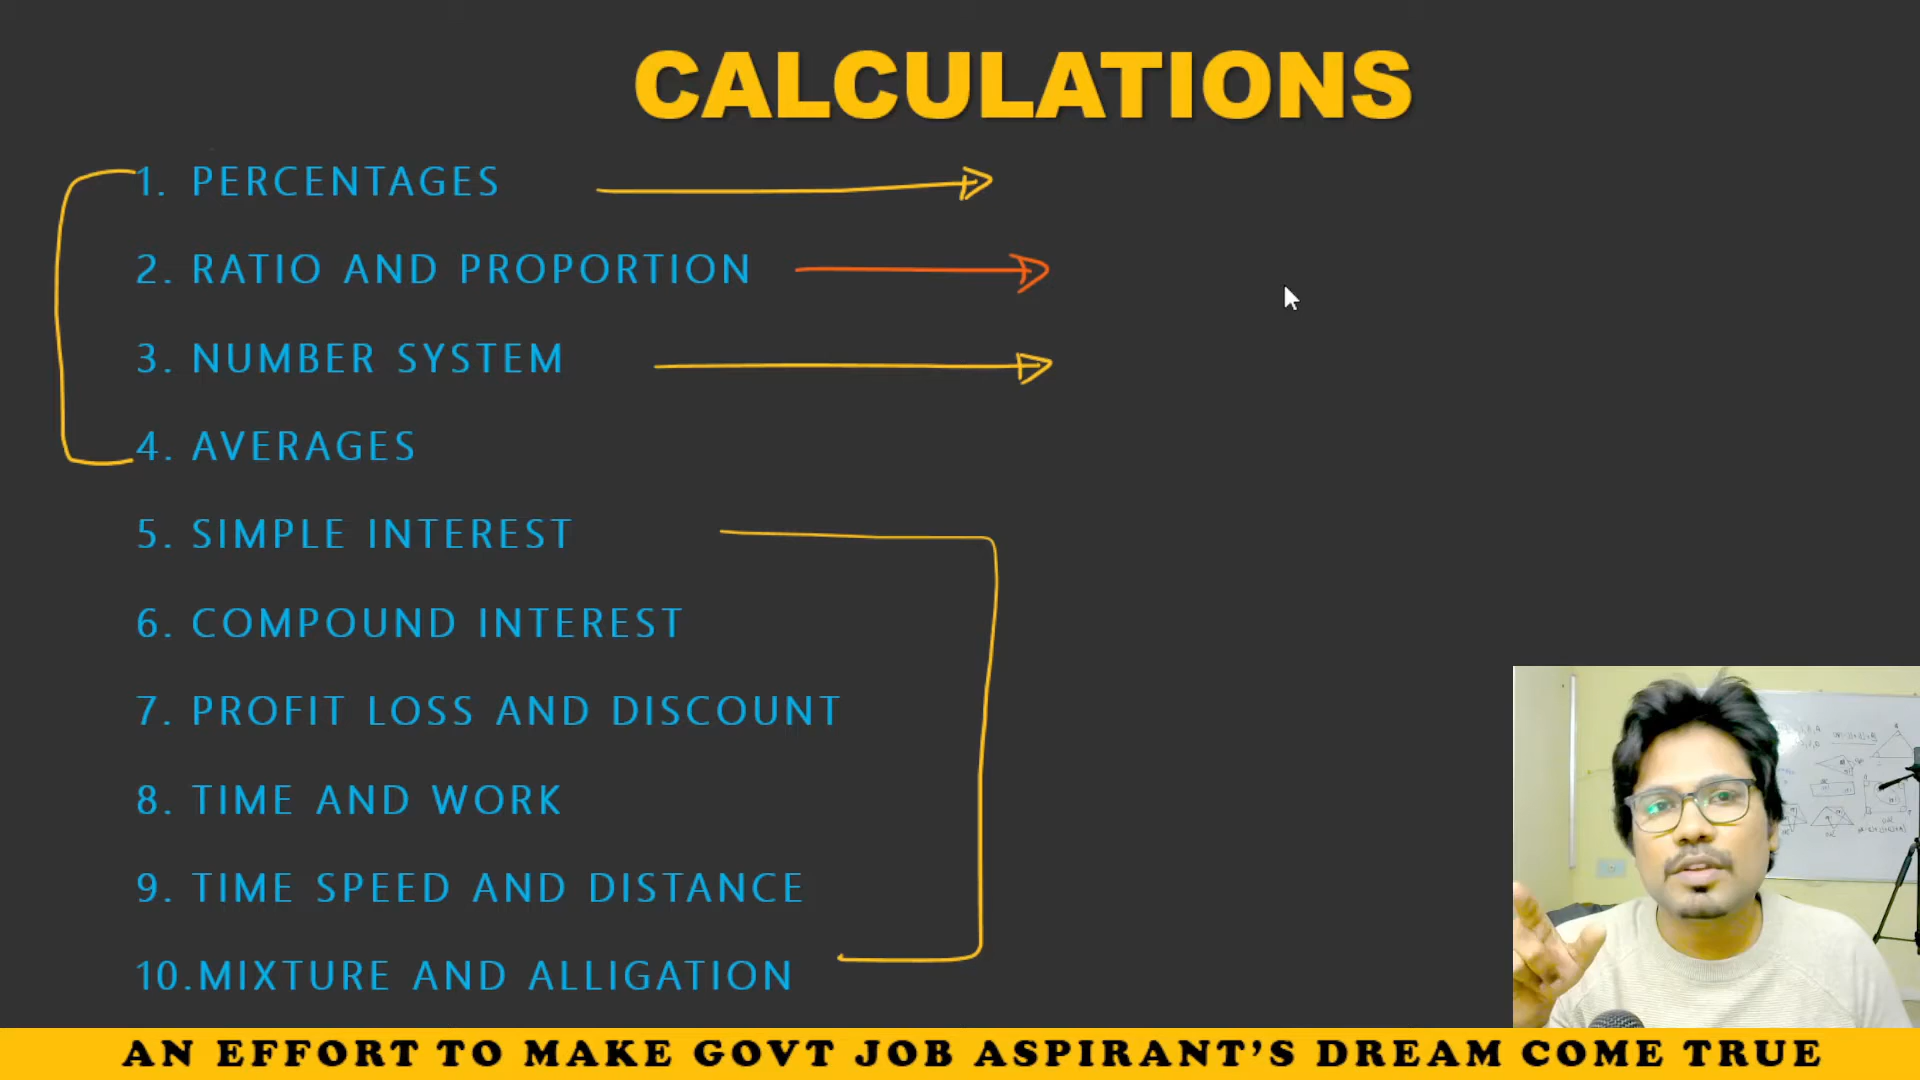 CALCULATIONS
1. PERCENTAGES
2. RATIO AND PROPORTION
3. NUMBER SYSTEM
4. AVERAGES
5. SIMPLE INTEREST
6. COMPOUND INTEREST
7. PROFIT LOSS AND DISCOUNT
8. TIME AND WORK
9. TIME SPEED AND DISTANCE
10.MIXTURE AND ALLIGATION
AN EFFORT TO MAKE GOVT JOB ASPIRANT'S DREAM COME TRUE